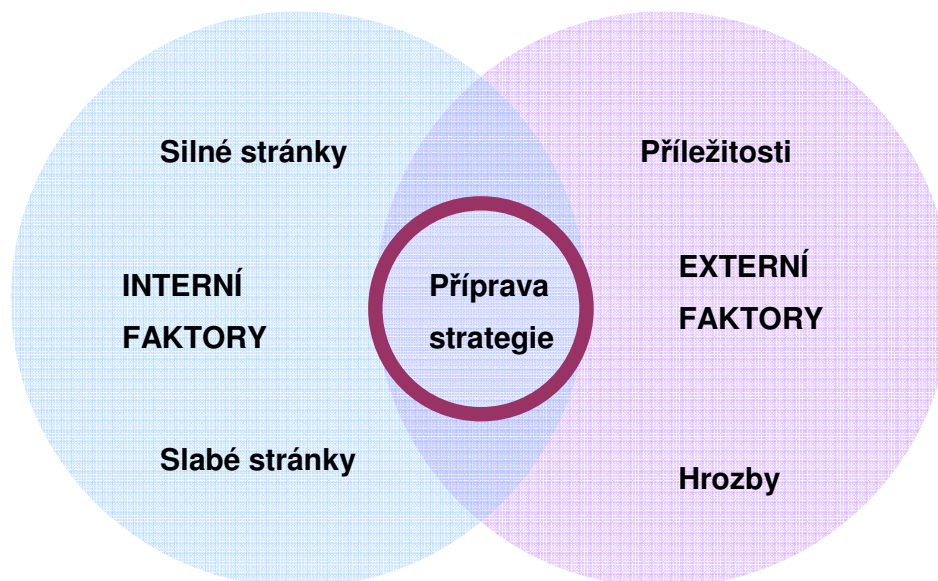 Silné stránky
Příležitosti
INTERNÍ
FAKTORY
Příprava
strategie
EXTERNÍ
FAKTORY
Slabé stránky
Hrozby